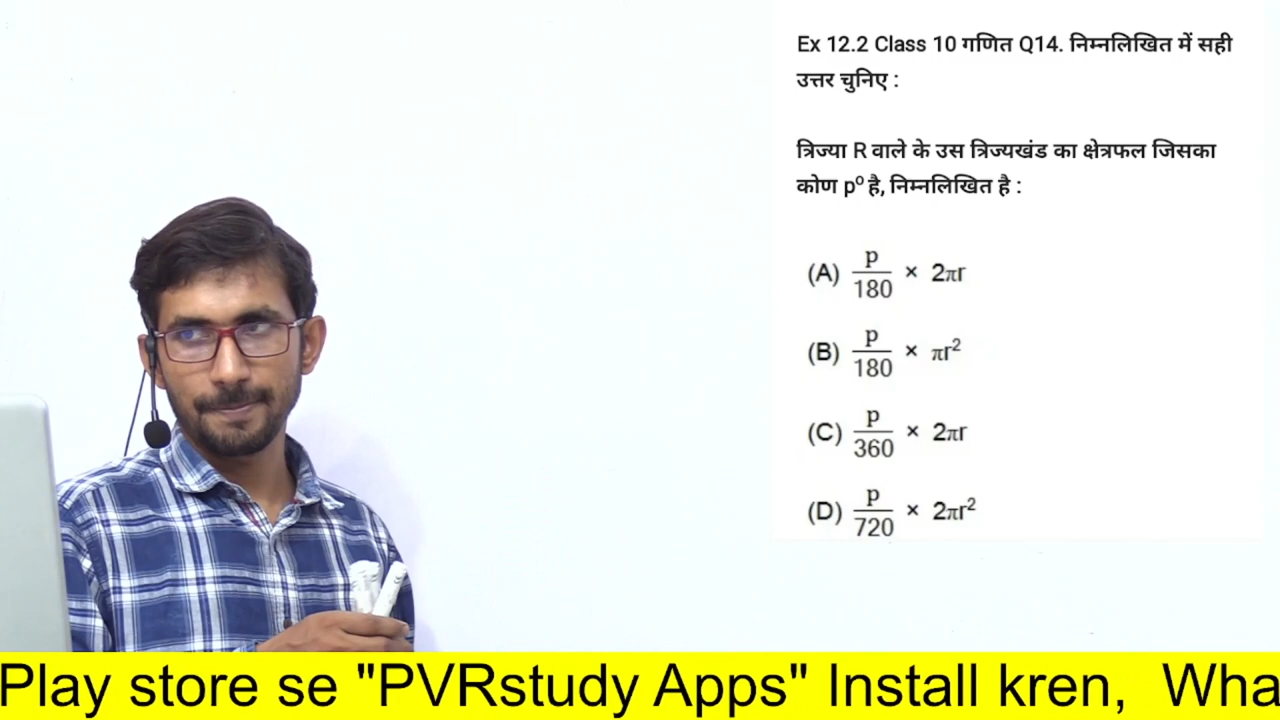 Ex 12.2 Class 10 गणित Q14. निम्नलिखित में सही
उत्तर चुनिए :
त्रिज्या R वाले के उस त्रिज्यखंड का क्षेत्रफल जिसका
कोण pº है, निम्नलिखित है :
(A) p/180 × 2πr
(B) p/180 × πr²
(C) p/360 × 2πr
(D) p/720 × 2πr²
Play store se "PVRstudy Apps" Install kren, Wha